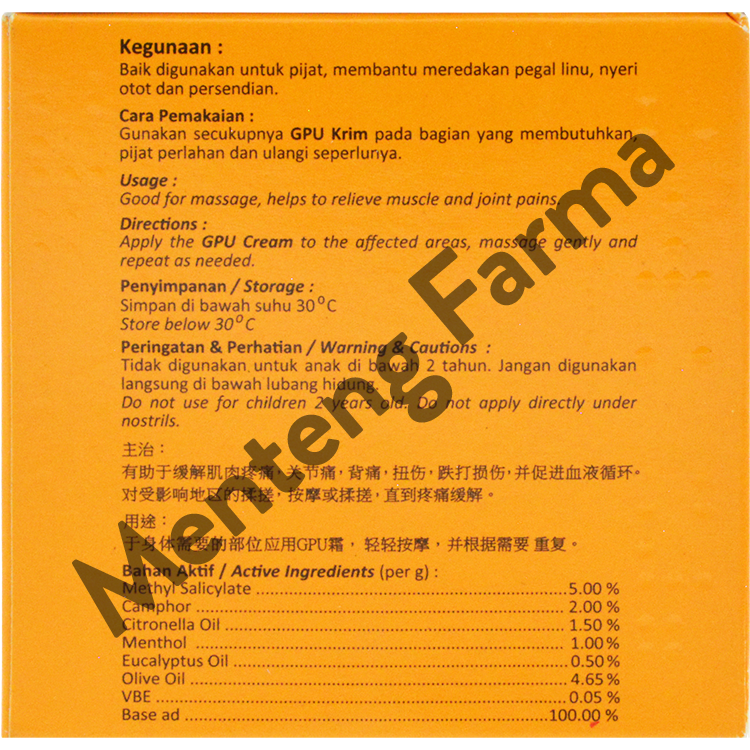 Kegunaan :
Baik digunakan untuk pijat, membantu meredakan pegal linu, nyeri
otot dan persendian.
Cara Pemakaian :
Gunakan secukupnya GPU Krim pada bagian yang membutuhkan,
pijat perlahan dan ulangi seperlunya.
Usage :
Good for massage, helps to relieve muscle and joint pains.
Directions :
Apply the GPU Cream to the affected areas, massage gently and
repeat as needed.
Penyimpanan / Storage :
Simpan di bawah suhu 30°C
Store below 30°C
Peringatan & Perhatian / Warning & Cautions :
Tidak digunakan untuk anak di bawah 2 tahun. Jangan digunakan
langsung di bawah lubang hidung.
Do not use for children 2 years old. Do not apply directly under
nostrils.
主治：
有助于缓解肌肉疼痛，关节痛，背痛，扭伤，跌打损伤，并促进血液循环。
对受影响地区的揉搓，按摩或揉搓，直到疼痛缓解。
用途：
于身体需要的部位应用GPU霜， 轻轻按摩，并根据需要 重复。
Bahan Aktif / Active Ingredients (per g) :
Methyl Salicylate ........ 5.00 %
Camphor ........ 2.00 %
Citronella Oil ........ 1.50 %
Menthol ........ 1.00 %
Eucalyptus Oil ........ 0.50 %
Olive Oil ........ 4.65 %
VBE ........ 0.05 %
Base ad ........ 100.00 %
Menteng Farma